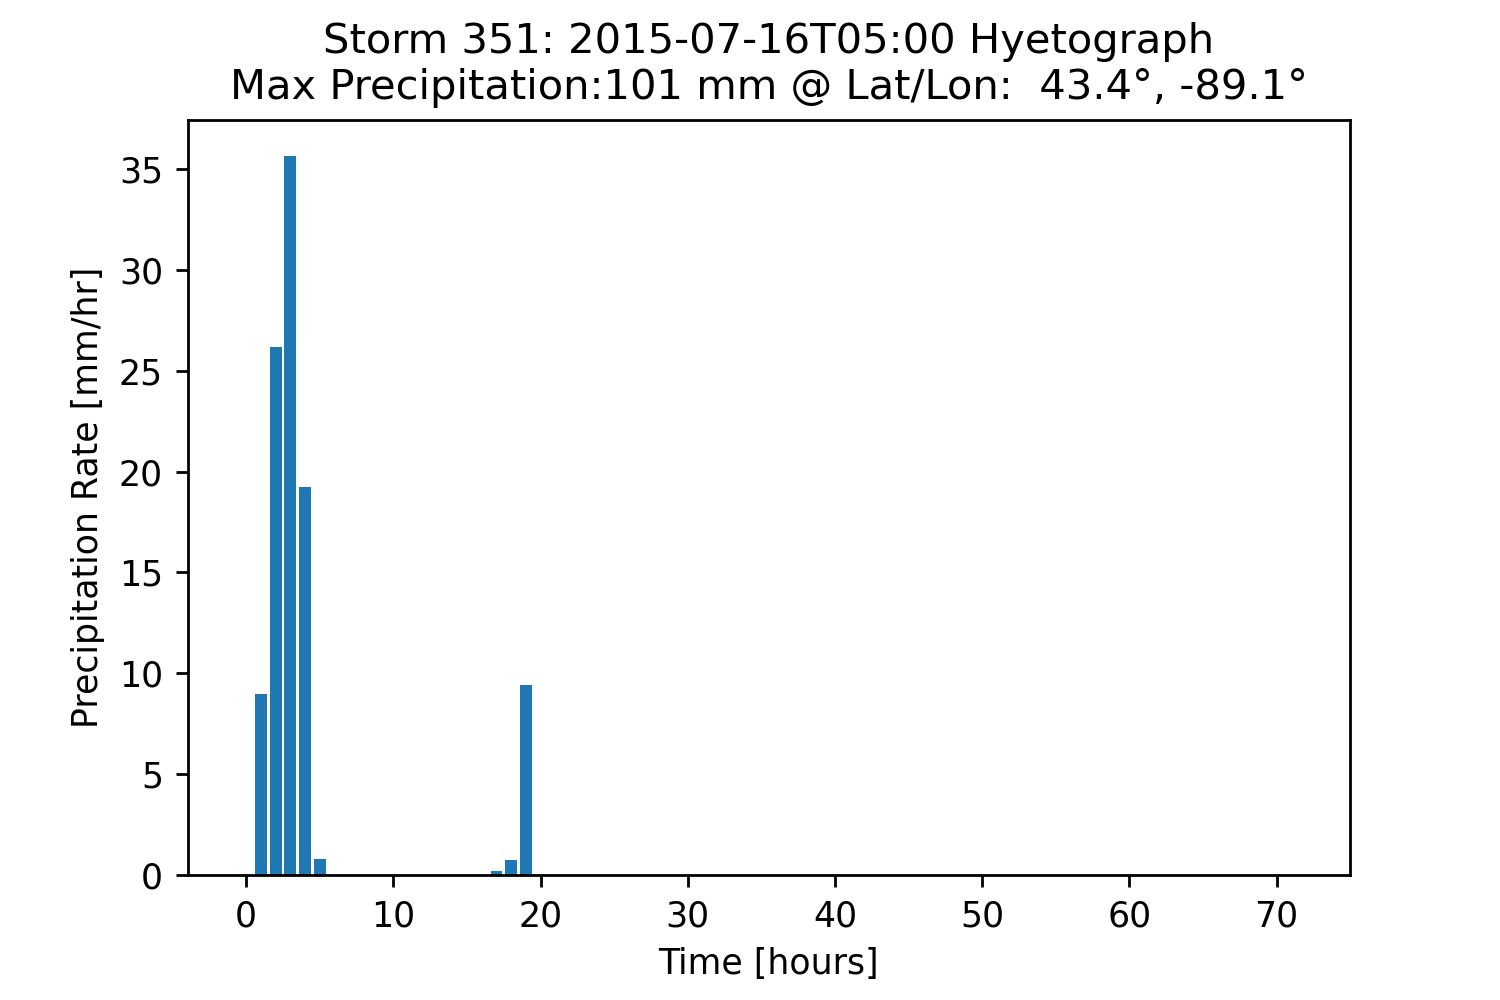 Storm 351: 2015-07-16T05:00 Hyetograph
Max Precipitation:101 mm @ Lat/Lon:  43.4°, -89.1°
35
30
25
20
15
10
5
0
Precipitation Rate [mm/hr]
0 10 20 30 40 50 60 70
Time [hours]